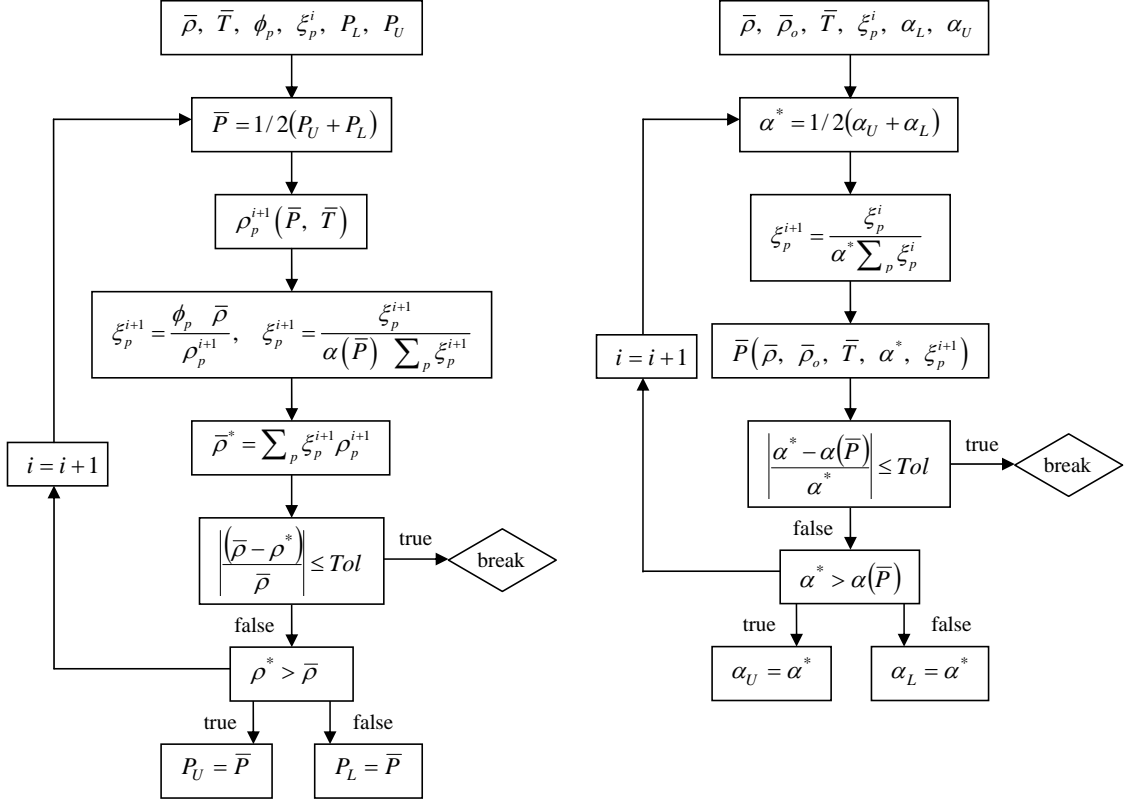 ρ̅, T̅, ϕ_p, ξ_p^i, P_L, P_U
P̅ = 1/2(P_U + P_L)
ρ_p^{i+1}(P̅, T̅)
ξ_p^{i+1} = (ϕ_p ρ̅)/(ρ_p^{i+1}), ξ_p^{i+1} = (ξ_p^{i+1})/(α(P̅) ∑_p ξ_p^{i+1})
ρ̅^* = ∑_p ξ_p^{i+1} ρ_p^{i+1}
i = i + 1
|(ρ̅ − ρ^*)/ρ̅| ≤ Tol
true
break
false
ρ^* > ρ̅
true
false
P_U = P̅
P_L = P̅
ρ̅, ρ̅_o, T̅, ξ_p^i, α_L, α_U
α^* = 1/2(α_U + α_L)
ξ_p^{i+1} = (ξ_p^i)/(α^* ∑_p ξ_p^i)
i = i + 1
P̅(ρ̅, ρ̅_o, T̅, α^*, ξ_p^{i+1})
|(α^* − α(P̅))/α^*| ≤ Tol
true
break
false
α^* > α(P̅)
true
false
α_U = α^*
α_L = α^*